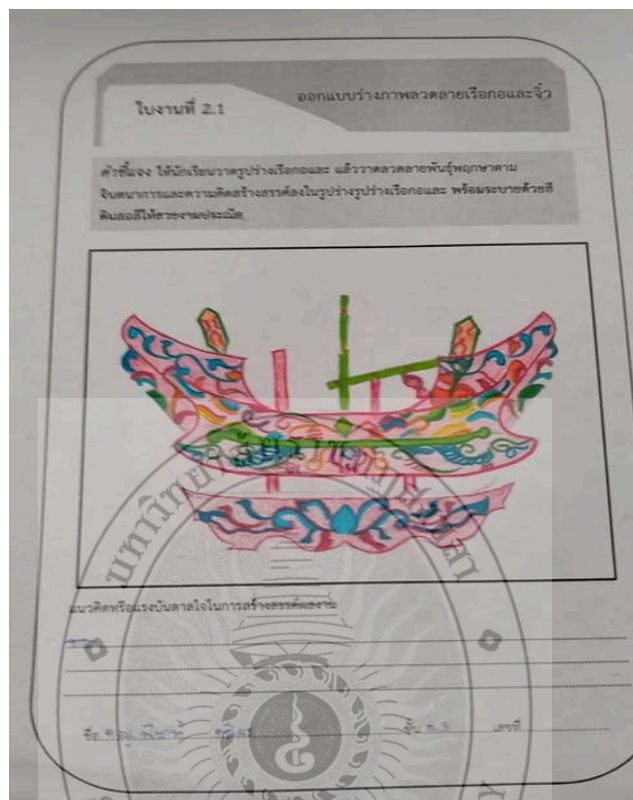 ใบงานที่ 2.1
ออกแบบร่างภาพลวดลายเรือกอและจิ๋ว
คำชี้แจง ให้นักเรียนวาดรูปร่างเรือกอและ แล้ววาดลวดลายพันธุ์พฤกษาตาม
จินตนาการและความคิดสร้างสรรค์ลงในรูปร่างรูปร่างเรือกอและ พร้อมระบายด้วยสี
ดินสอสีให้สวยงามประณีต
แนวคิดหรือแรงบันดาลใจในการสร้างสรรค์ผลงาน
ชื่อ ชั้น เลขที่